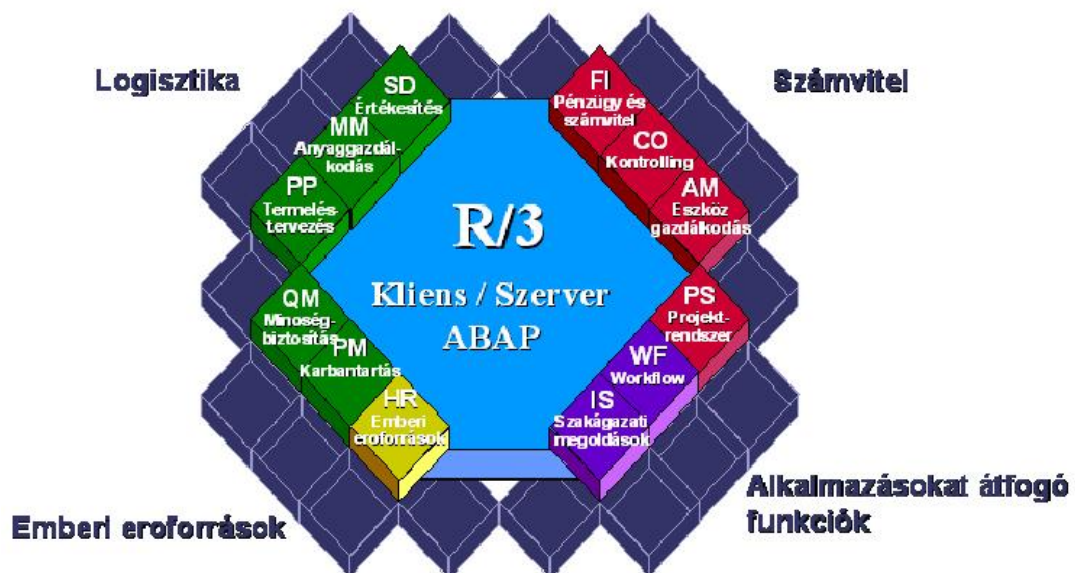 Logisztika
SD
Értékesítés
MM
Anyaggazdál-
kodás
PP
Termelés-
tervezés
Számvitel
FI
Pénzügy és
számvitel
CO
Kontrolling
AM
Eszköz
gazdálkodás
R/3
Kliens / Szerver
ABAP
QM
Minoség-
biztosítás
PM
Karbantartás
HR
Emberi
eroforrások
Emberi eroforrások
PS
Projekt-
rendszer
WF
Workflow
IS
Szakágazati
megoldások
Alkalmazásokat átfogó
funkciók